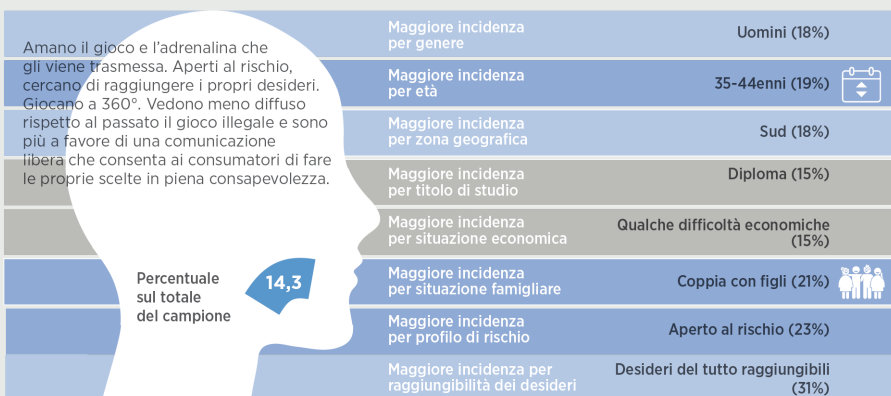 Amano il gioco e l'adrenalina che
gli viene trasmessa. Aperti al rischio,
cercano di raggiungere i propri desideri.
Giocano a 360°. Vedono meno diffuso
rispetto al passato il gioco illegale e sono
più a favore di una comunicazione
libera che consenta ai consumatori di fare
le proprie scelte in piena consapevolezza.
Percentuale
sul totale
del campione
14,3
Maggiore incidenza
per genere
Uomini (18%)
Maggiore incidenza
per età
35-44enni (19%)
Maggiore incidenza
per zona geografica
Sud (18%)
Maggiore incidenza
per titolo di studio
Diploma (15%)
Maggiore incidenza
per situazione economica
Qualche difficoltà economiche
(15%)
Maggiore incidenza
per situazione famigliare
Coppia con figli (21%)
Maggiore incidenza
per profilo di rischio
Aperto al rischio (23%)
Maggiore incidenza per
raggiungibilità dei desideri
Desideri del tutto raggiungibili
(31%)